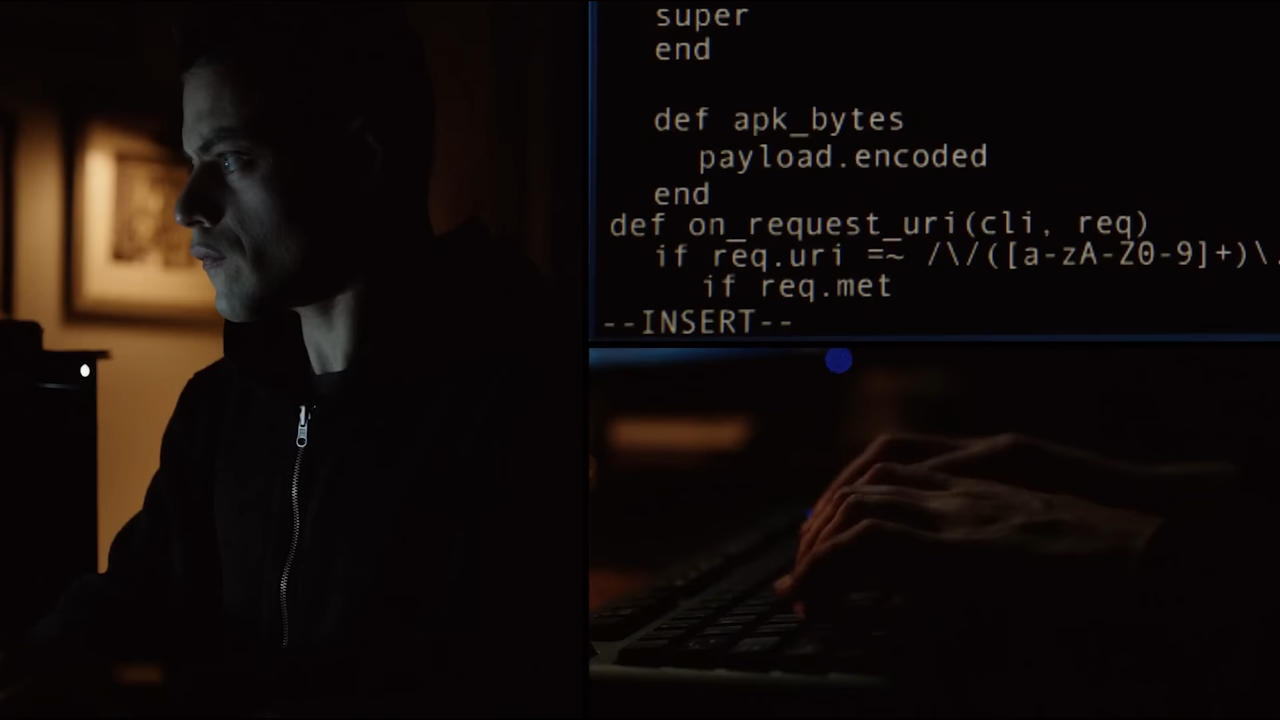 super
end
def apk_bytes
payload.encoded
end
def on_request_uri(cli, req)
if req.uri =~ /\/([a-zA-Z0-9]+)\.
if req.met
--INSERT--